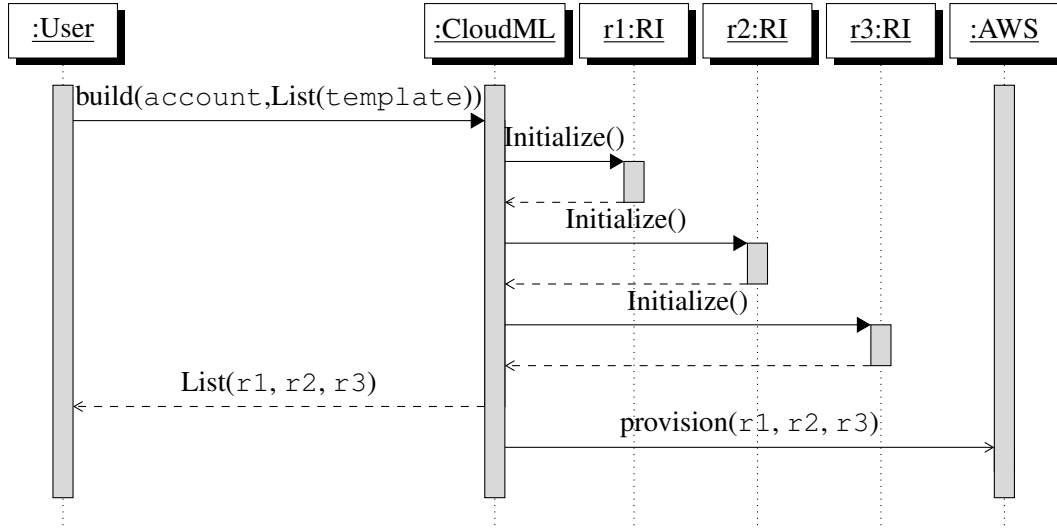 :User :CloudML r1:RI r2:RI r3:RI :AWS
build(account,List(template))
Initialize()
Initialize()
Initialize()
List(r1, r2, r3)
provision(r1, r2, r3)